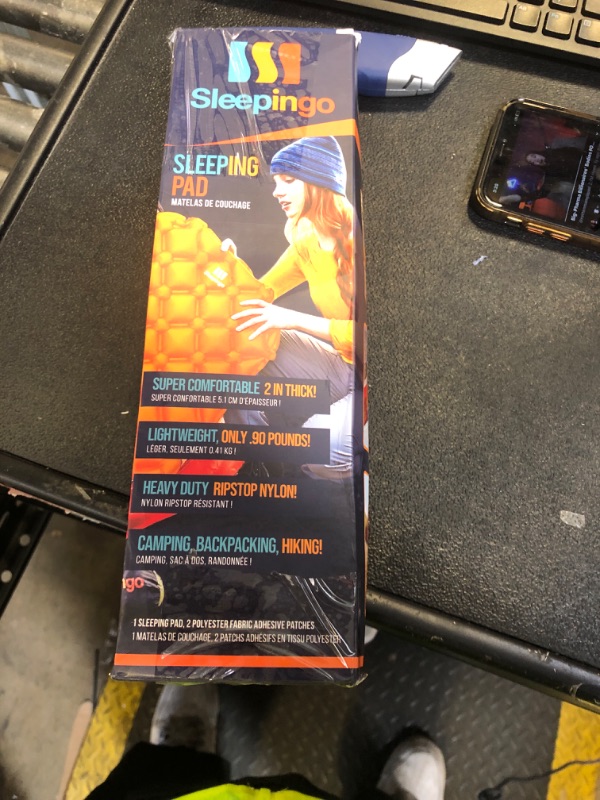 Sleepingo
SLEEPING
PAD
MATELAS DE COUCHAGE
SUPER COMFORTABLE 2 IN THICK!
SUPER CONFORTABLE 5.1 CM D'ÉPAISSEUR !
LIGHTWEIGHT, ONLY .90 POUNDS!
LÉGER, SEULEMENT 0.41 KG !
HEAVY DUTY RIPSTOP NYLON!
NYLON RIPSTOP RÉSISTANT !
CAMPING, BACKPACKING, HIKING!
CAMPING, SAC À DOS, RANDONNÉE !
go
1 SLEEPING PAD, 2 POLYESTER FABRIC ADHESIVE PATCHES
1 MATELAS DE COUCHAGE, 2 PATCHS ADHÉSIFS EN TISSU POLYESTER